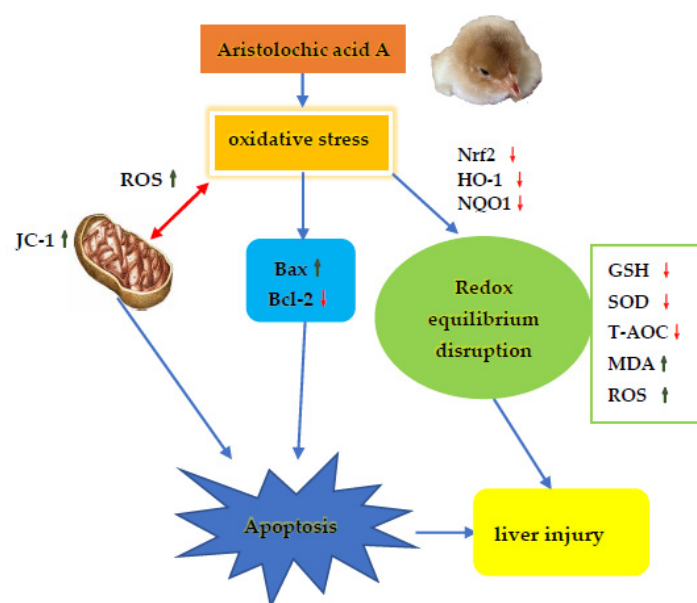 Aristolochic acid A
oxidative stress
Nrf2 ↓
HO-1 ↓
NQO1 ↓
ROS ↑
JC-1 ↑
Bax ↑
Bcl-2 ↓
Redox
equilibrium
disruption
GSH ↓
SOD ↓
T-AOC ↓
MDA ↑
ROS ↑
Apoptosis
liver injury